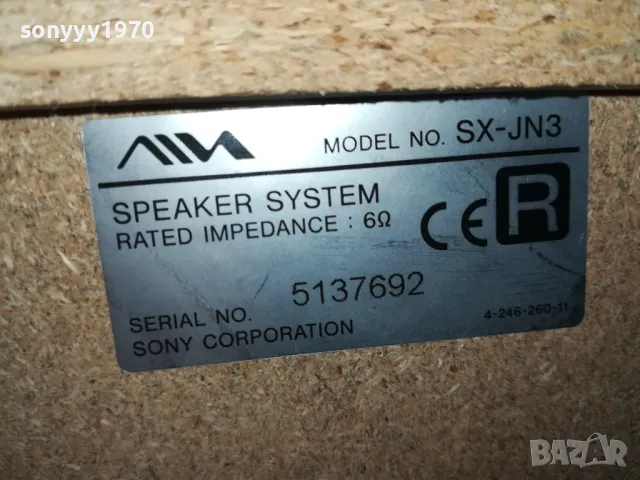 sonyyy1970
AIWA MODEL NO. SX-JN3
SPEAKER SYSTEM
RATED IMPEDANCE : 6Ω
CE R
SERIAL NO. 5137692
SONY CORPORATION
4-246-260-11
BAZAR
bg